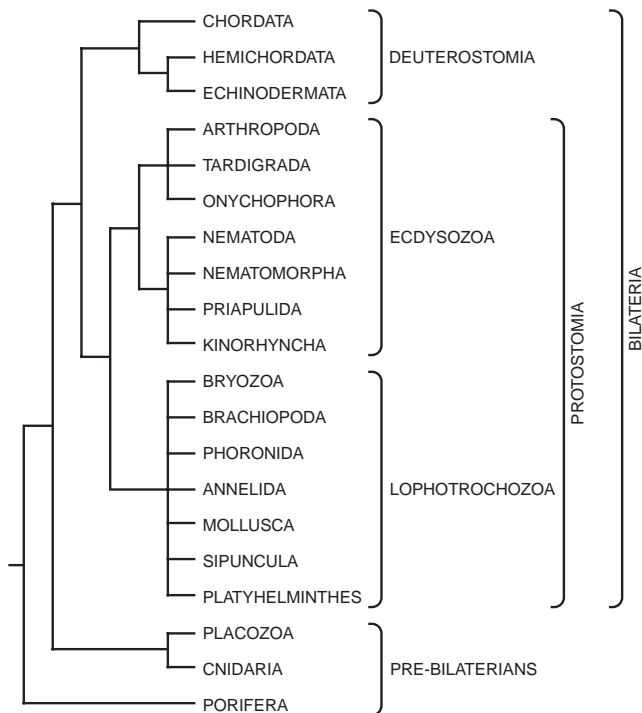 CHORDATA
HEMICHORDATA
DEUTEROSTOMIA
ECHINODERMATA
ARTHROPODA
TARDIGRADA
ONYCHOPHORA
NEMATODA
ECDYSOZOA
NEMATOMORPHA
PRIAPULIDA
KINORHYNCHA
BRYOZOA
BRACHIOPODA
PHORONIDA
ANNELIDA
LOPHOTROCHOZOA
MOLLUSCA
SIPUNCULA
PLATYHELMINTHES
PLACOZOA
CNIDARIA
PRE-BILATERIANS
PORIFERA
PROTOSTOMIA
BILATERIA